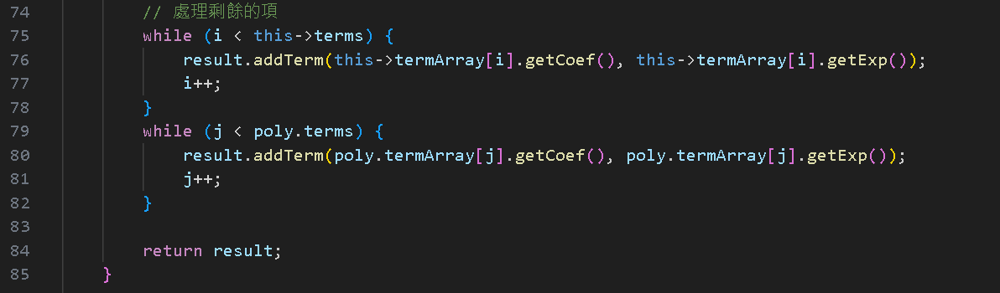 74 // 處理剩餘的項
75 while (i < this->terms) {
76 result.addTerm(this->termArray[i].getCoef(), this->termArray[i].getExp());
77 i++;
78 }
79 while (j < poly.terms) {
80 result.addTerm(poly.termArray[j].getCoef(), poly.termArray[j].getExp());
81 j++;
82 }
83
84 return result;
85 }